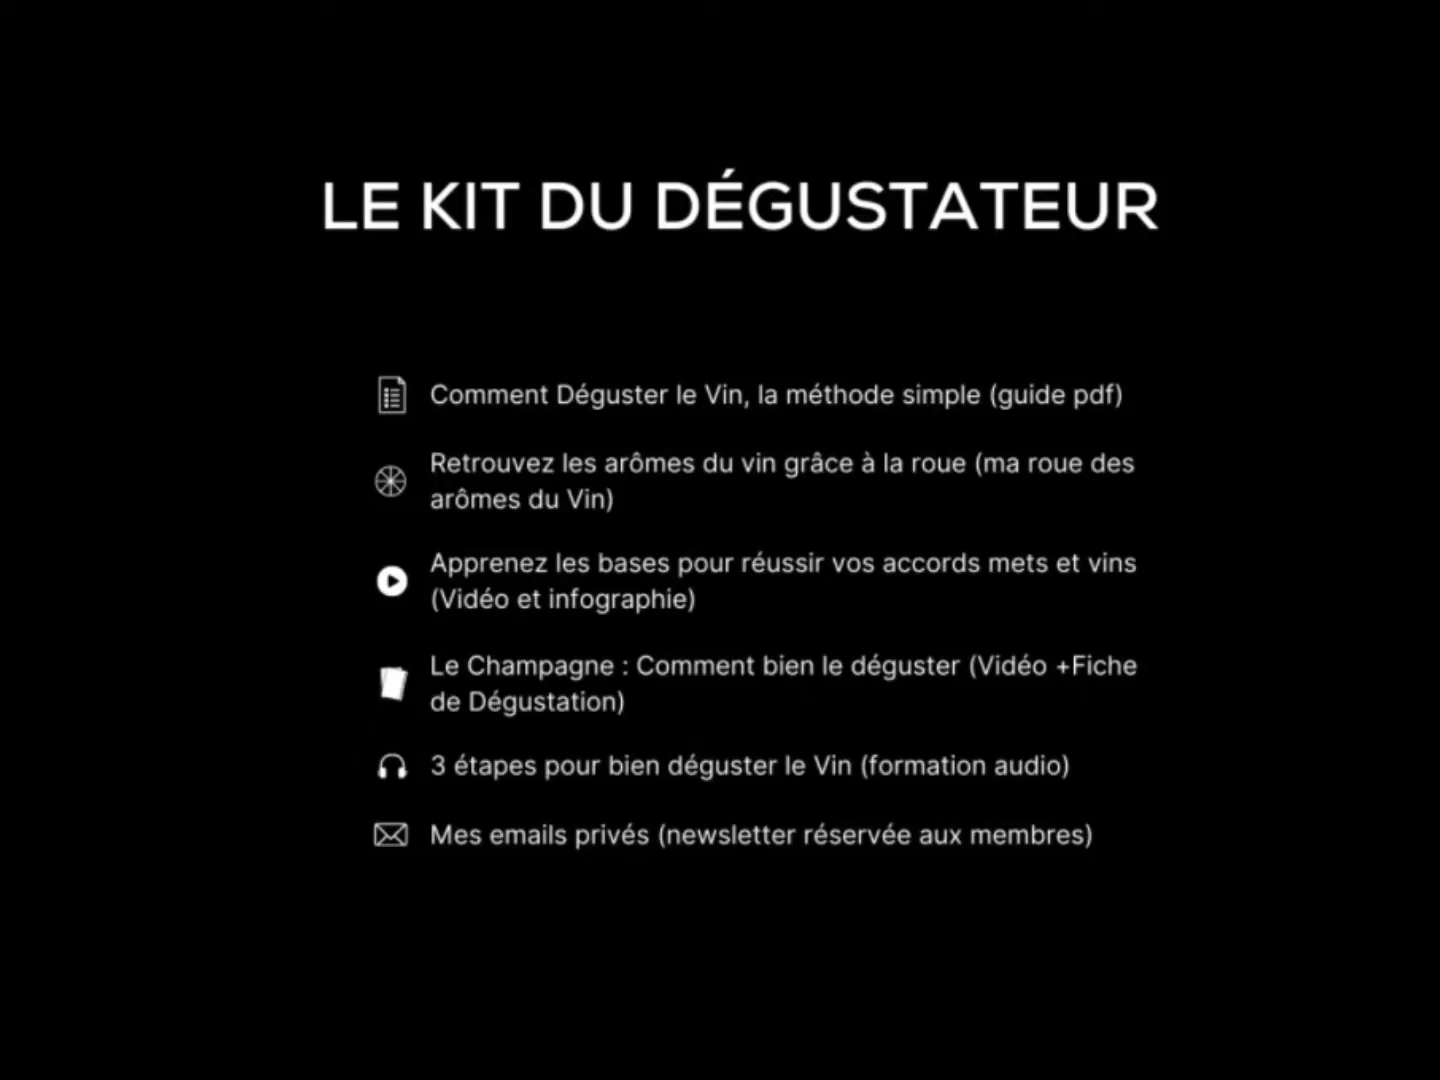 LE KIT DU DÉGUSTATEUR
Comment Déguster le Vin, la méthode simple (guide pdf)
Retrouvez les arômes du vin grâce à la roue (ma roue des
arômes du Vin)
Apprenez les bases pour réussir vos accords mets et vins
(Vidéo et infographie)
Le Champagne : Comment bien le déguster (Vidéo +Fiche
de Dégustation)
3 étapes pour bien déguster le Vin (formation audio)
Mes emails privés (newsletter réservée aux membres)